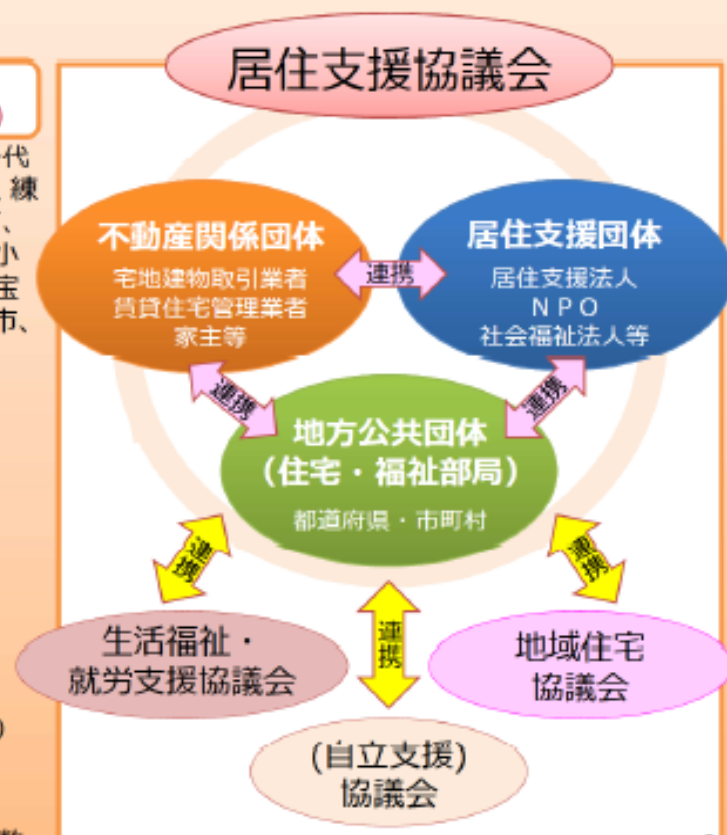 居住支援協議会
代
練
、
小
宝
市、
不動産関係団体
宅地建物取引業者
賃貸住宅管理業者
家主等
連携
居住支援団体
居住支援法人
NPO
社会福祉法人等
連携
連携
地方公共団体
(住宅・福祉部局)
都道府県・市町村
連携
連携
連携
生活福祉・
就労支援協議会
地域住宅
協議会
(自立支援)
協議会
)